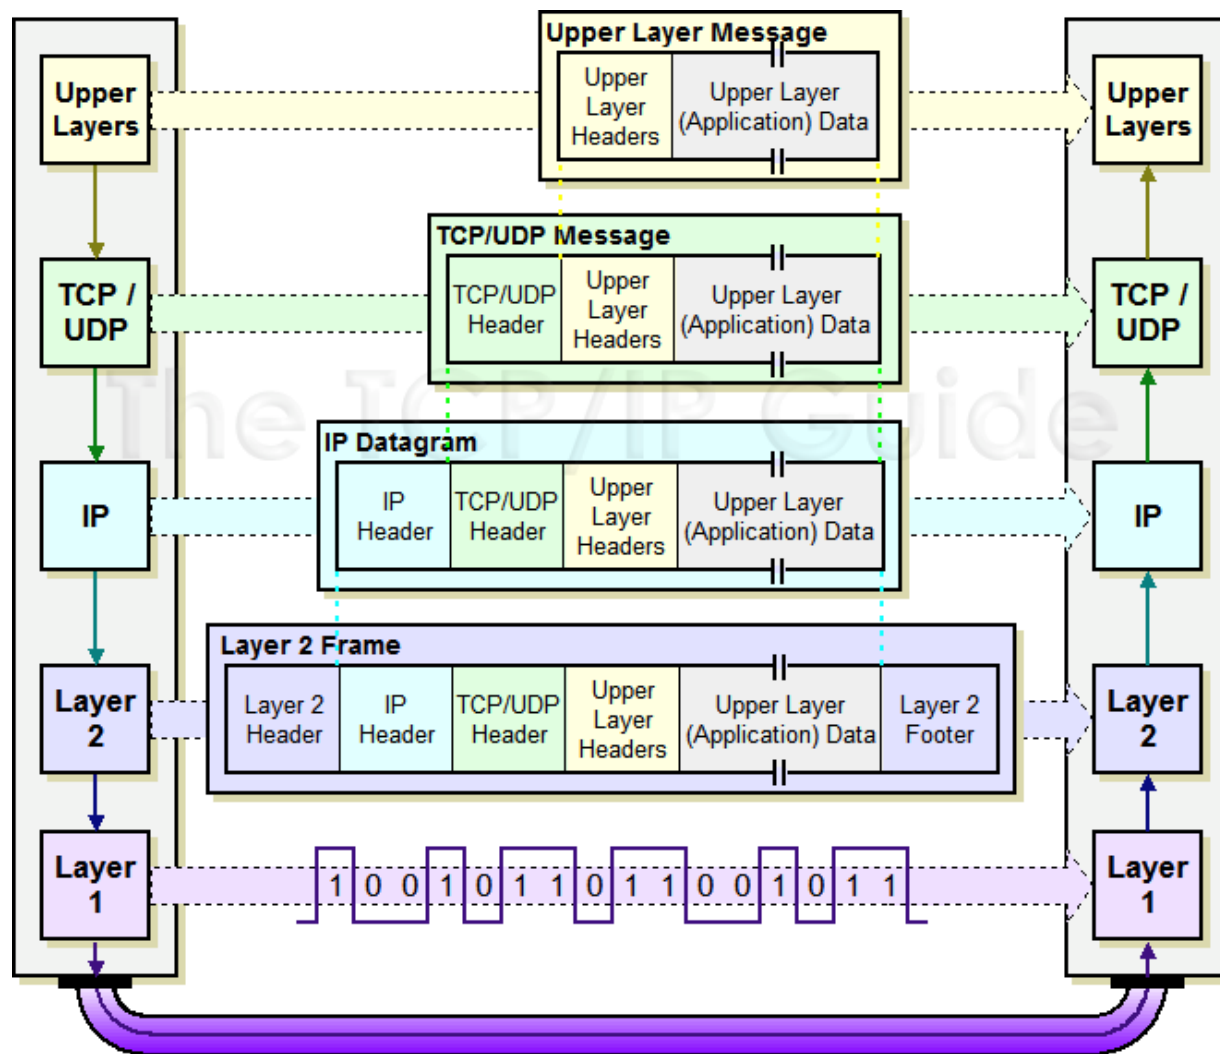 Upper Layer Message
Upper
Layers
Upper
Layer
Headers
Upper Layer
(Application) Data
Upper
Layers
TCP/UDP Message
TCP /
UDP
TCP/UDP
Header
Upper
Layer
Headers
Upper Layer
(Application) Data
TCP /
UDP
The TCP/IP Guide
IP Datagram
IP
IP
Header
TCP/UDP
Header
Upper
Layer
Headers
Upper Layer
(Application) Data
IP
Layer 2 Frame
Layer
2
Layer 2
Header
IP
Header
TCP/UDP
Header
Upper
Layer
Headers
Upper Layer
(Application) Data
Layer 2
Footer
Layer
2
Layer
1
1 0 0 1 0 1 1 0 1 1 0 0 1 0 1 1
Layer
1